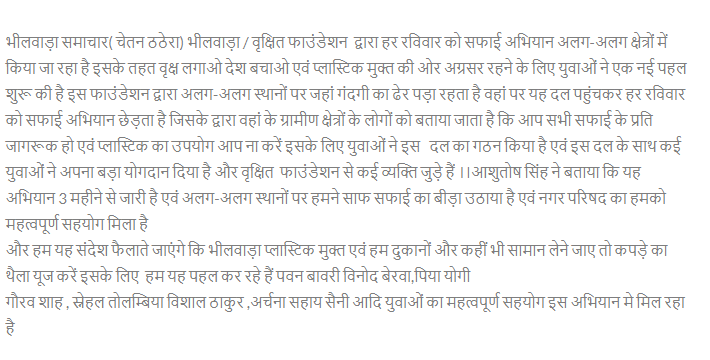 भीलवाड़ा समाचार( चेतन ठठेरा) भीलवाड़ा / वृक्षित फाउंडेशन द्वारा हर रविवार को सफाई अभियान अलग-अलग क्षेत्रों में
किया जा रहा है इसके तहत वृक्ष लगाओ देश बचाओ एवं प्लास्टिक मुक्त की ओर अग्रसर रहने के लिए युवाओं ने एक नई पहल
शुरू की है इस फाउंडेशन द्वारा अलग-अलग स्थानों पर जहां गंदगी का ढेर पड़ा रहता है वहां पर यह दल पहुंचकर हर रविवार
को सफाई अभियान छेड़ता है जिसके द्वारा वहां के ग्रामीण क्षेत्रों के लोगों को बताया जाता है कि आप सभी सफाई के प्रति
जागरूक हो एवं प्लास्टिक का उपयोग आप ना करें इसके लिए युवाओं ने इस दल का गठन किया है एवं इस दल के साथ कई
युवाओं ने अपना बड़ा योगदान दिया है और वृक्षित फाउंडेशन से कई व्यक्ति जुड़े हैं ।।आशुतोष सिंह ने बताया कि यह
अभियान 3 महीने से जारी है एवं अलग-अलग स्थानों पर हमने साफ सफाई का बीड़ा उठाया है एवं नगर परिषद का हमको
महत्वपूर्ण सहयोग मिला है
और हम यह संदेश फैलाते जाएंगे कि भीलवाड़ा प्लास्टिक मुक्त एवं हम दुकानों और कहीं भी सामान लेने जाए तो कपड़े का
थैला यूज करें इसके लिए हम यह पहल कर रहे हैं पवन बावरी विनोद बेरवा,पिया योगी
गौरव शाह , स्नेहल तोलम्बिया विशाल ठाकुर ,अर्चना सहाय सैनी आदि युवाओं का महत्वपूर्ण सहयोग इस अभियान मे मिल रहा
है